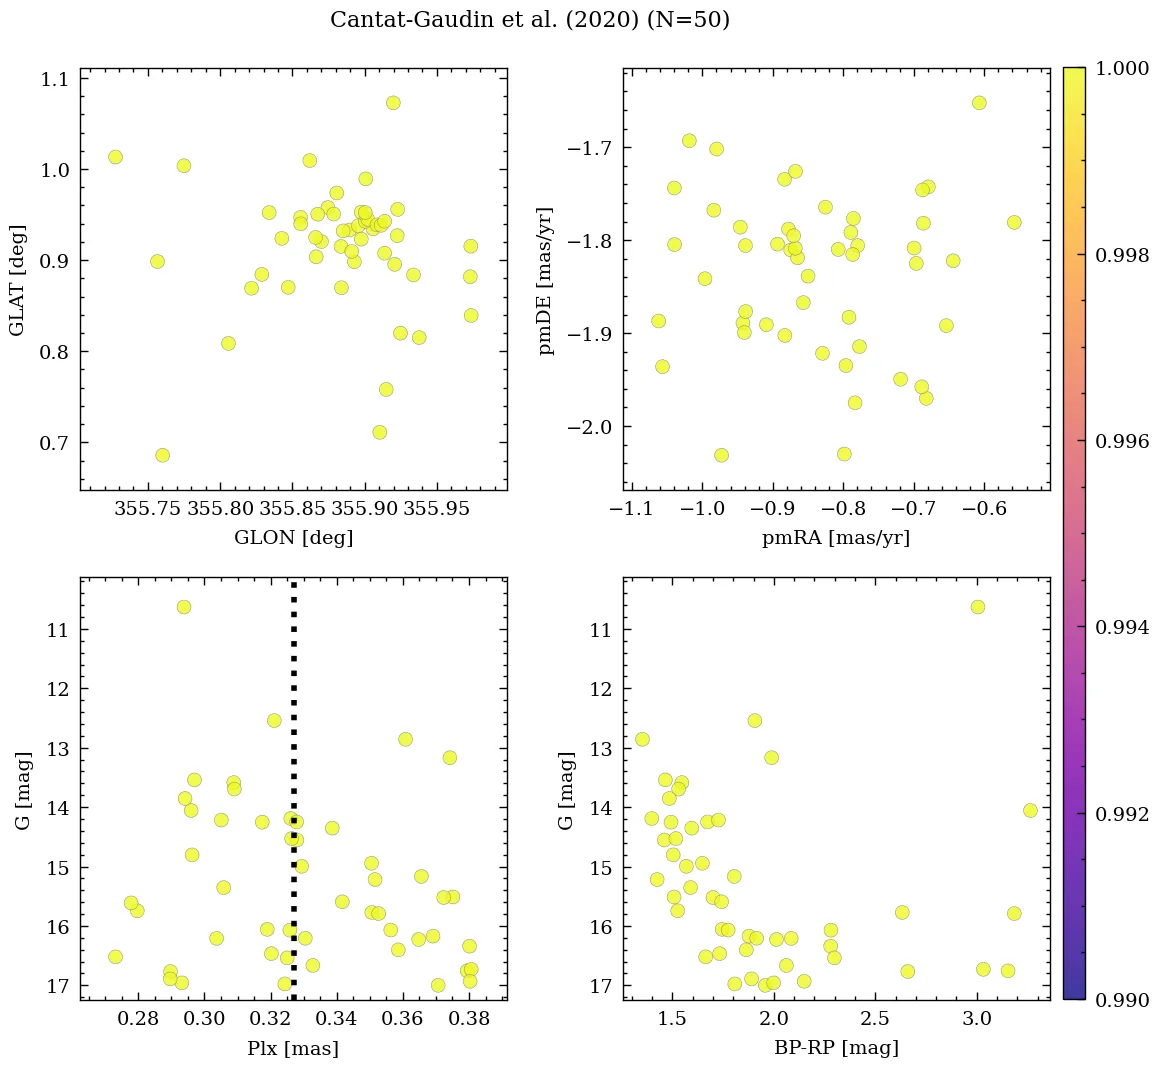 Cantat-Gaudin et al. (2020) (N=50)
1.1
1.0
0.9
0.8
0.7
GLAT [deg]
355.75 355.80 355.85 355.90 355.95
GLON [deg]
−1.7
−1.8
−1.9
−2.0
pmDE [mas/yr]
−1.1 −1.0 −0.9 −0.8 −0.7 −0.6
pmRA [mas/yr]
11
12
13
14
15
16
17
G [mag]
0.28 0.30 0.32 0.34 0.36 0.38
Plx [mas]
11
12
13
14
15
16
17
G [mag]
1.5 2.0 2.5 3.0
BP-RP [mag]
1.000
0.998
0.996
0.994
0.992
0.990